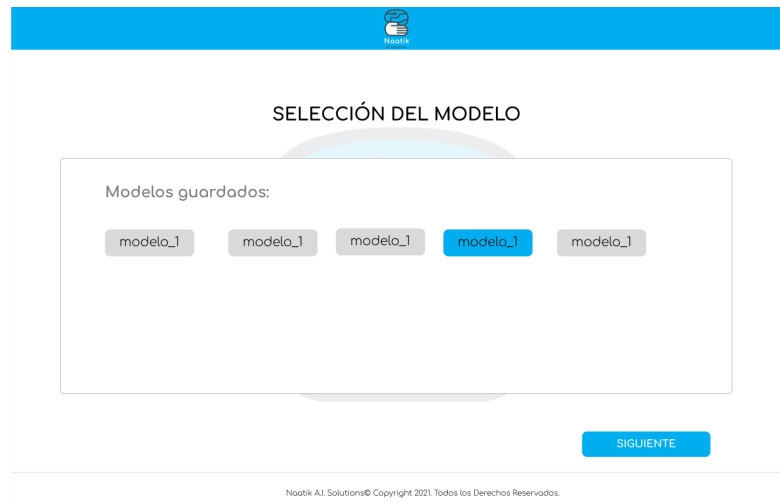 Naatik
SELECCIÓN DEL MODELO
Modelos guardados:
modelo_1 modelo_1 modelo_1 modelo_1 modelo_1
SIGUIENTE
Naatik A.I. Solutions© Copyright 2021. Todos los Derechos Reservados.